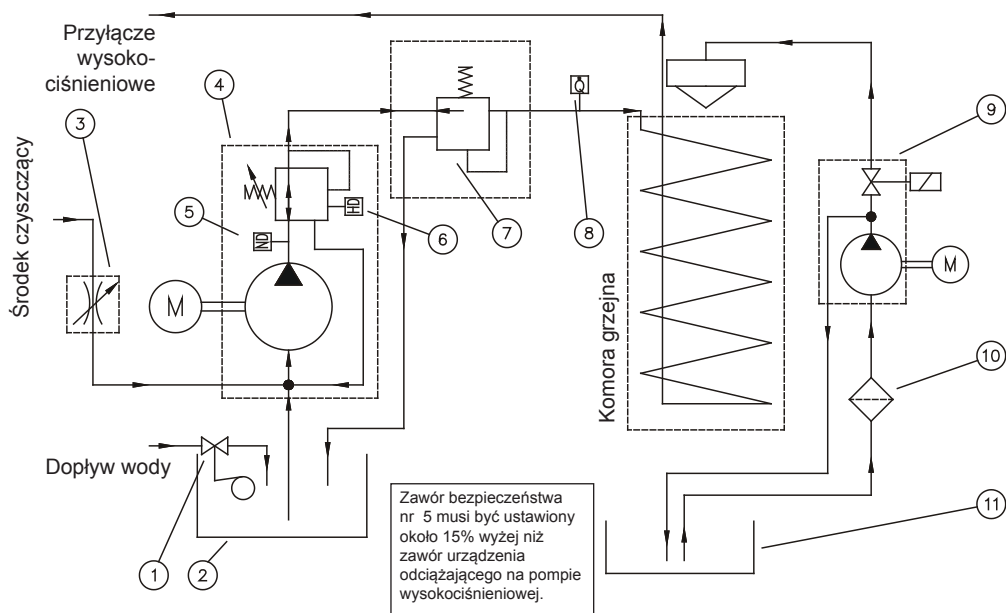 Przyłącze
wysoko-
ciśnieniowe
4
3
9
Środek czyszczący
5
ND
HD
6
7
Q
8
M
M
Komora grzejna
10
Dopływ wody
1
2
Zawór bezpieczeństwa
nr 5 musi być ustawiony
około 15% wyżej niż
zawór urządzenia
odciążającego na pompie
wysokociśnieniowej.
11